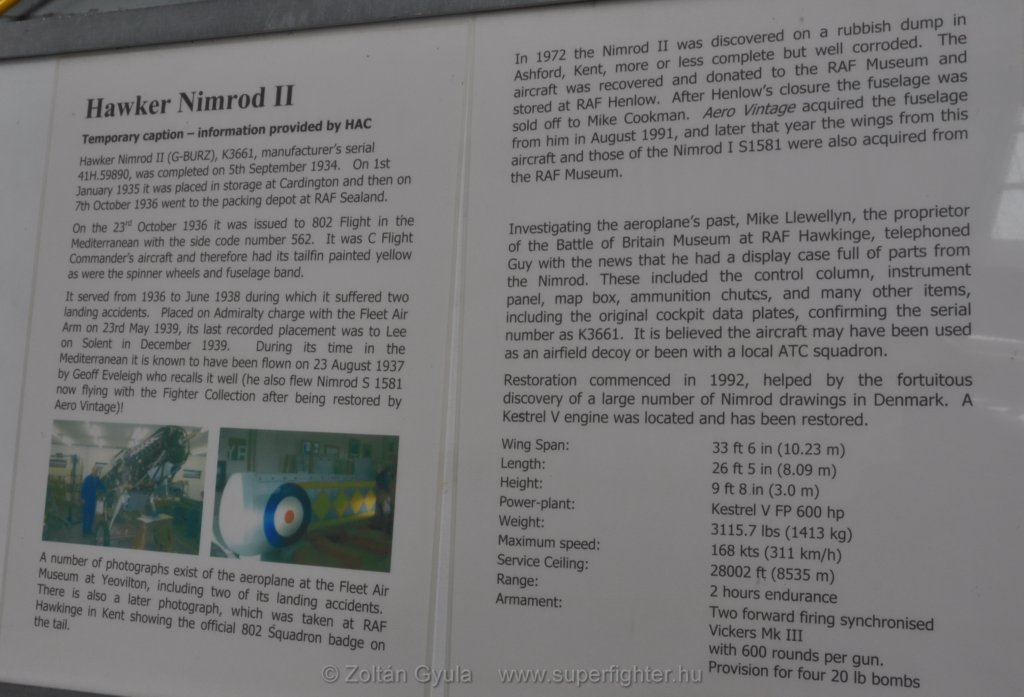 Hawker Nimrod II
Temporary caption – information provided by HAC
Hawker Nimrod II (G-BURZ), K3661, manufacturer's serial
41H.59890, was completed on 5th September 1934. On 1st
January 1935 it was placed in storage at Cardington and then on
7th October 1936 went to the packing depot at RAF Sealand.
On the 23rd October 1936 it was issued to 802 Flight in the
Mediterranean with the side code number 562. It was C Flight
Commander's aircraft and therefore had its tailfin painted yellow
as were the spinner wheels and fuselage band.
It served from 1936 to June 1938 during which it suffered two
landing accidents. Placed on Admiralty charge with the Fleet Air
Arm on 23rd May 1939, its last recorded placement was to Lee
on Solent in December 1939. During its time in the
Mediterranean it is known to have been flown on 23 August 1937
by Geoff Eveleigh who recalls it well (he also flew Nimrod S 1581
now flying with the Fighter Collection after being restored by
Aero Vintage)!
A number of photographs exist of the aeroplane at the Fleet Air
Museum at Yeovilton, including two of its landing accidents.
There is also a later photograph, which was taken at RAF
Hawkinge in Kent showing the official 802 Squadron badge on
the tail.
In 1972 the Nimrod II was discovered on a rubbish dump in
Ashford, Kent, more or less complete but well corroded. The
aircraft was recovered and donated to the RAF Museum and
stored at RAF Henlow. After Henlow's closure the fuselage was
sold off to Mike Cookman. Aero Vintage acquired the fuselage
from him in August 1991, and later that year the wings from this
aircraft and those of the Nimrod I S1581 were also acquired from
the RAF Museum.
Investigating the aeroplane's past, Mike Llewellyn, the proprietor
of the Battle of Britain Museum at RAF Hawkinge, telephoned
Guy with the news that he had a display case full of parts from
the Nimrod. These included the control column, instrument
panel, map box, ammunition chutes, and many other items,
including the original cockpit data plates, confirming the serial
number as K3661. It is believed the aircraft may have been used
as an airfield decoy or been with a local ATC squadron.
Restoration commenced in 1992, helped by the fortuitous
discovery of a large number of Nimrod drawings in Denmark. A
Kestrel V engine was located and has been restored.
Wing Span: 33 ft 6 in (10.23 m)
Length: 26 ft 5 in (8.09 m)
Height: 9 ft 8 in (3.0 m)
Power-plant: Kestrel V FP 600 hp
Weight: 3115.7 lbs (1413 kg)
Maximum speed: 168 kts (311 km/h)
Service Ceiling: 28002 ft (8535 m)
Range: 2 hours endurance
Armament: Two forward firing synchronised
Vickers Mk III
with 600 rounds per gun.
Provision for four 20 lb bombs
© Zoltán Gyula www.superfighter.hu